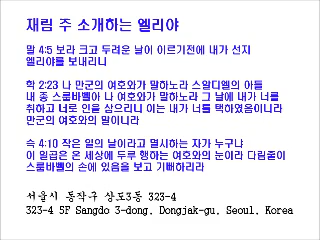 재림 주 소개하는 엘리야
말 4:5 보라 크고 두려운 날이 이르기전에 내가 선지
엘리야를 보내리니
학 2:23 나 만군의 여호와가 말하노라 스알디엘의 아들
내 종 스룹바벨아 나 여호와가 말하노라 그 날에 내가 너를
취하고 너로 인을 삼으리니 이는 내가 너를 택하였음이니라
만군의 여호와의 말이니라
슥 4:10 작은 일의 날이라고 멸시하는 자가 누구냐
이 일곱은 온 세상에 두루 행하는 여호와의 눈이라 다림줄이
스룹바벨의 손에 있음을 보고 기뻐하리라
서울시 동작구 상도3동 323-4
323-4 5F Sangdo 3-dong, Dongjak-gu, Seoul, Korea